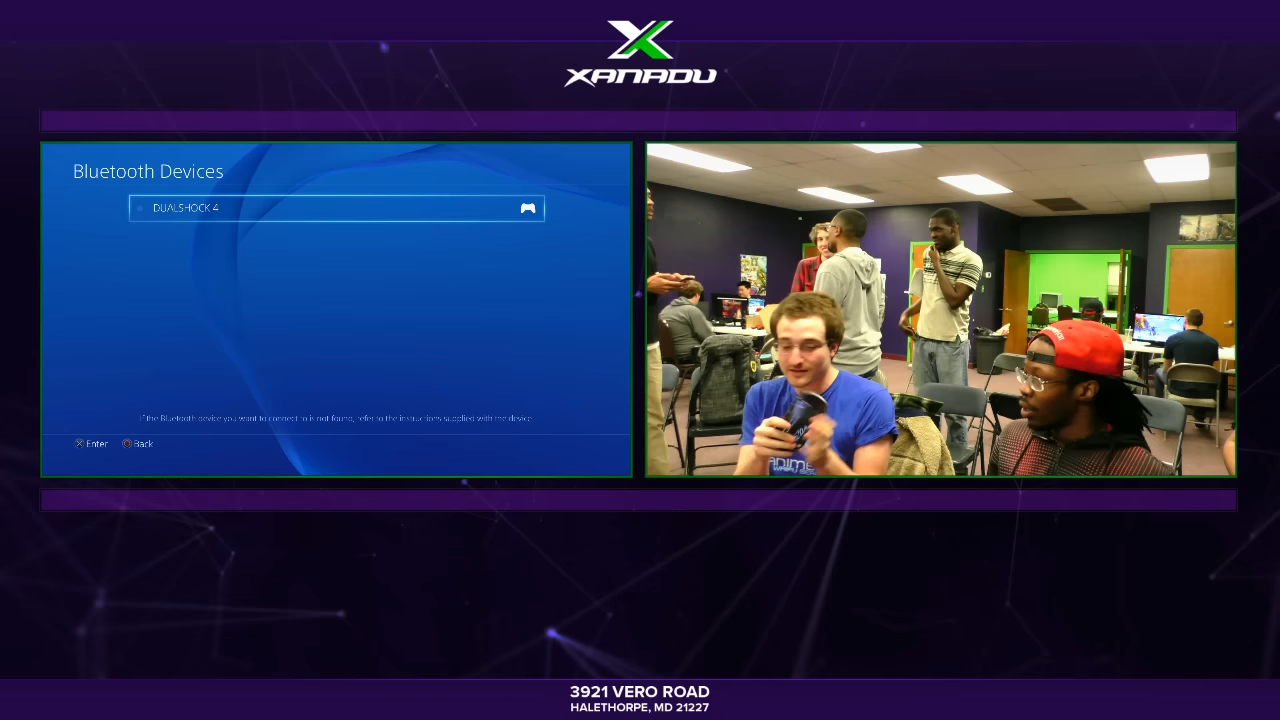 XANADU
Bluetooth Devices
DUALSHOCK 4
If the Bluetooth device you want to connect to is not found, refer to the instructions supplied with the device.
Enter
Back
anime
3921 VERO ROAD
HALETHORPE, MD 21227